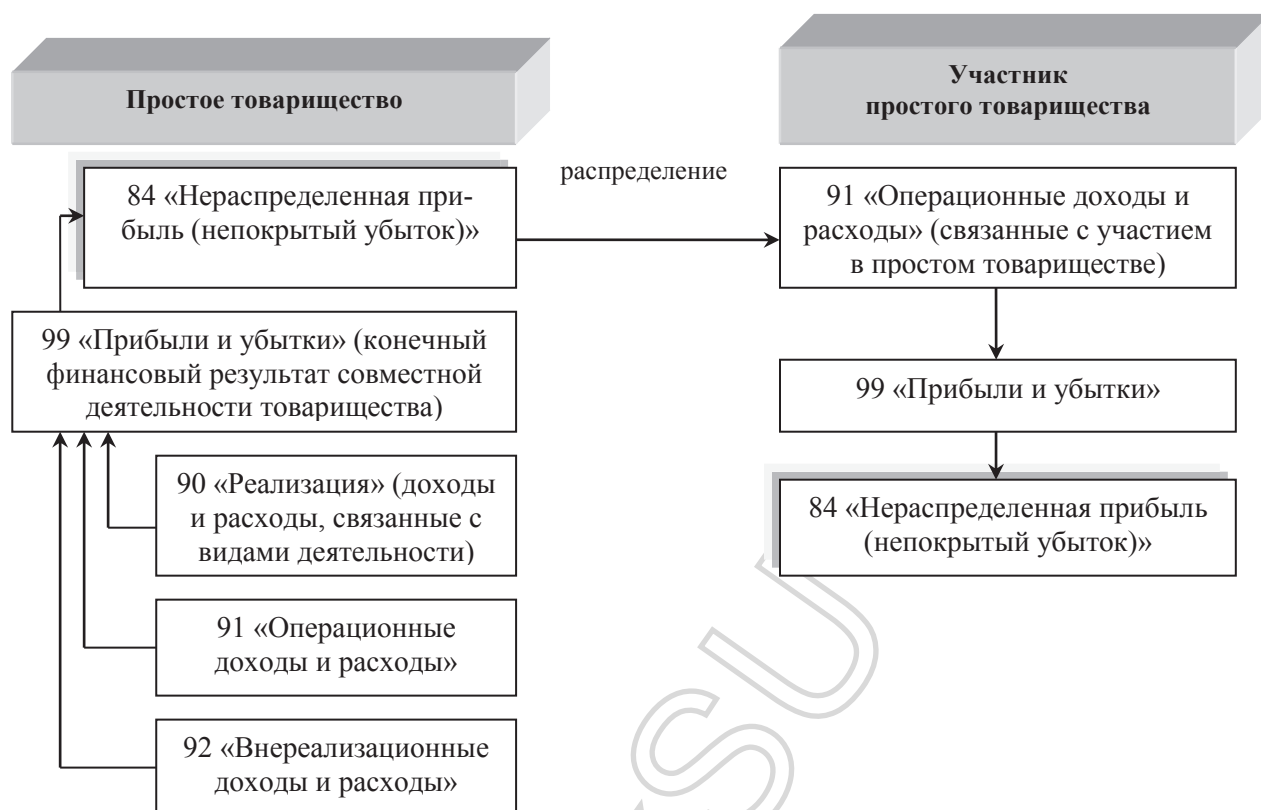 Простое товарищество
Участник
простого товарищества
84 «Нераспределенная при-
быль (непокрытый убыток)»
распределение
91 «Операционные доходы и
расходы» (связанные с участием
в простом товариществе)
99 «Прибыли и убытки» (конечный
финансовый результат совместной
деятельности товарищества)
99 «Прибыли и убытки»
90 «Реализация» (доходы
и расходы, связанные с
видами деятельности)
84 «Нераспределенная прибыль
(непокрытый убыток)»
91 «Операционные
доходы и расходы»
92 «Внереализационные
доходы и расходы»
SU